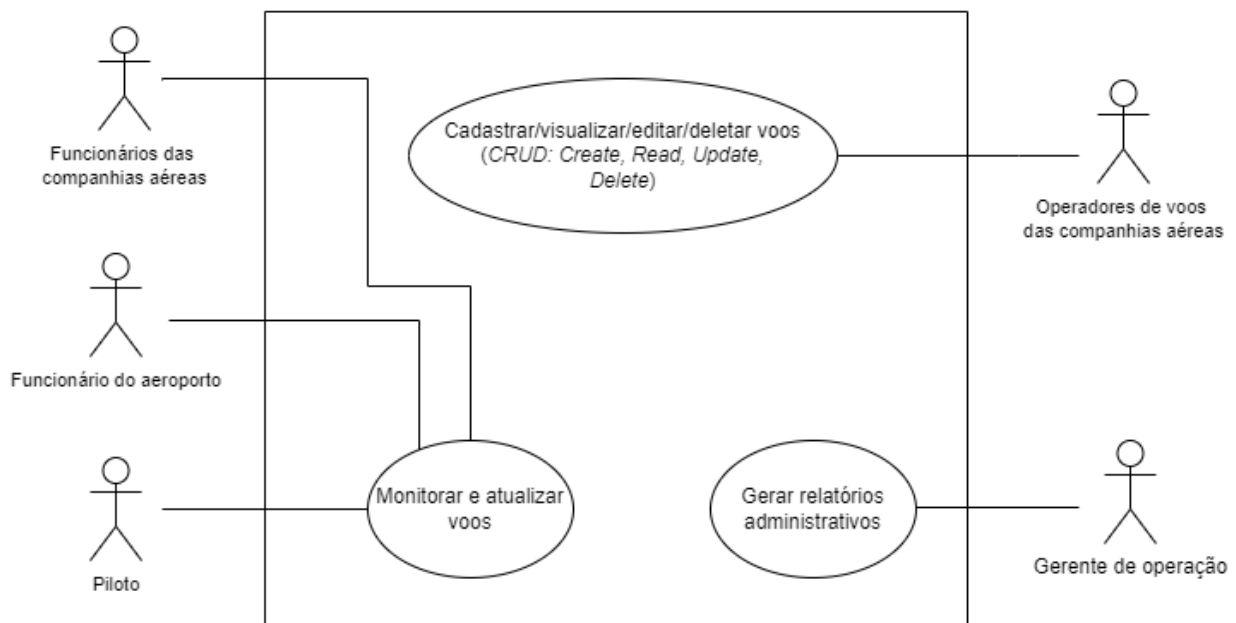 Funcionários das
companhias aéreas
Cadastrar/visualizar/editar/deletar voos
(CRUD: Create, Read, Update,
Delete)
Operadores de voos
das companhias aéreas
Funcionário do aeroporto
Monitorar e atualizar
voos
Gerar relatórios
administrativos
Piloto
Gerente de operação